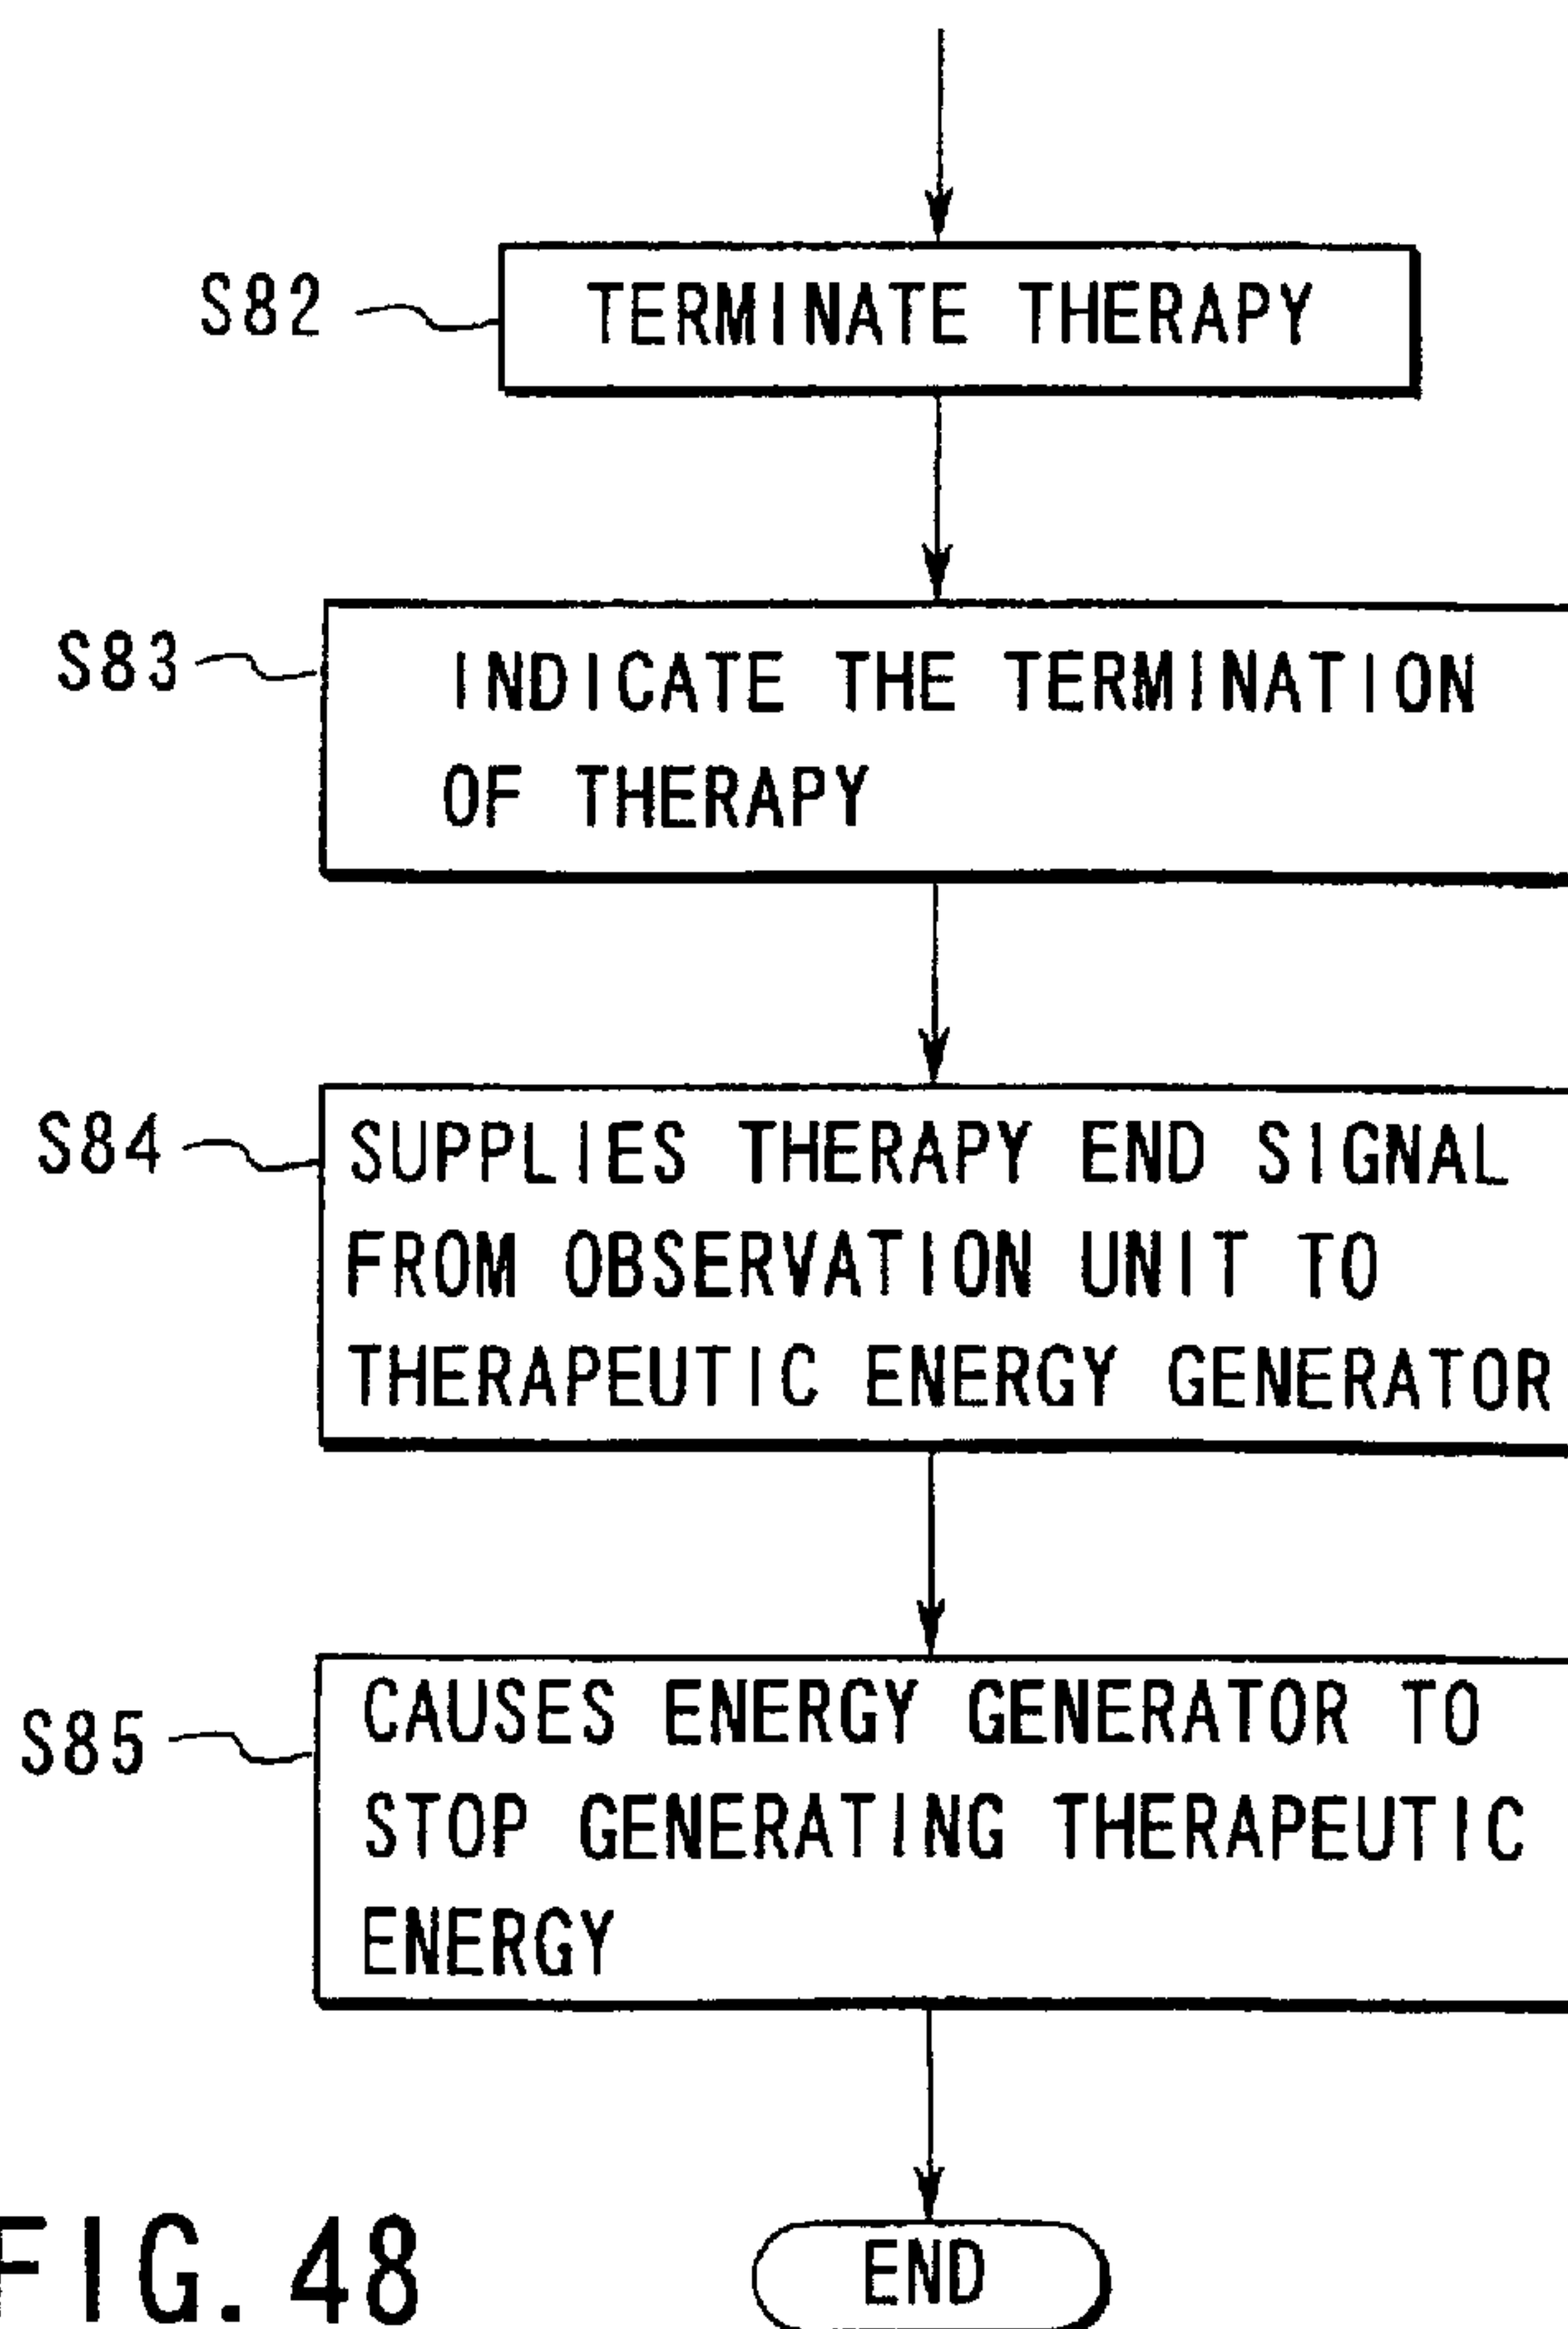 S82
TERMINATE THERAPY
S83
INDICATE THE TERMINATION
OF THERAPY
S84
SUPPLIES THERAPY END SIGNAL
FROM OBSERVATION UNIT TO
THERAPEUTIC ENERGY GENERATOR
S85
CAUSES ENERGY GENERATOR TO
STOP GENERATING THERAPEUTIC
ENERGY
END
FIG. 48